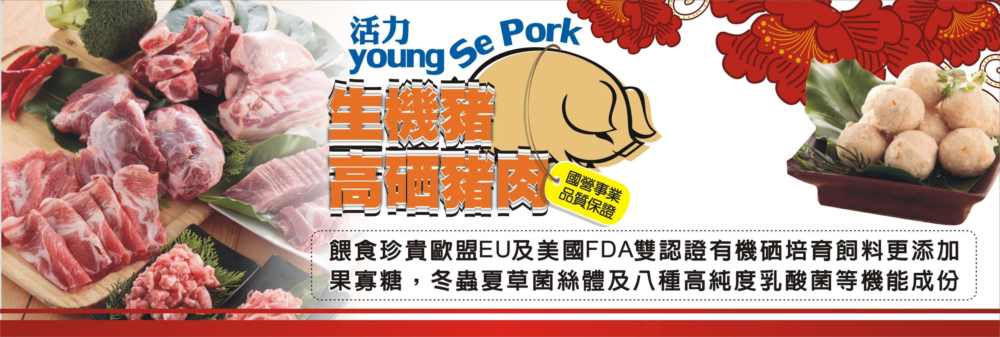 活力
young Se Pork
生機豬
高硒豬肉
國營事業
品質保證
餵食珍貴歐盟EU及美國FDA雙認證有機硒培育飼料更添加
果寡糖，冬蟲夏草菌絲體及八種高純度乳酸菌等機能成份